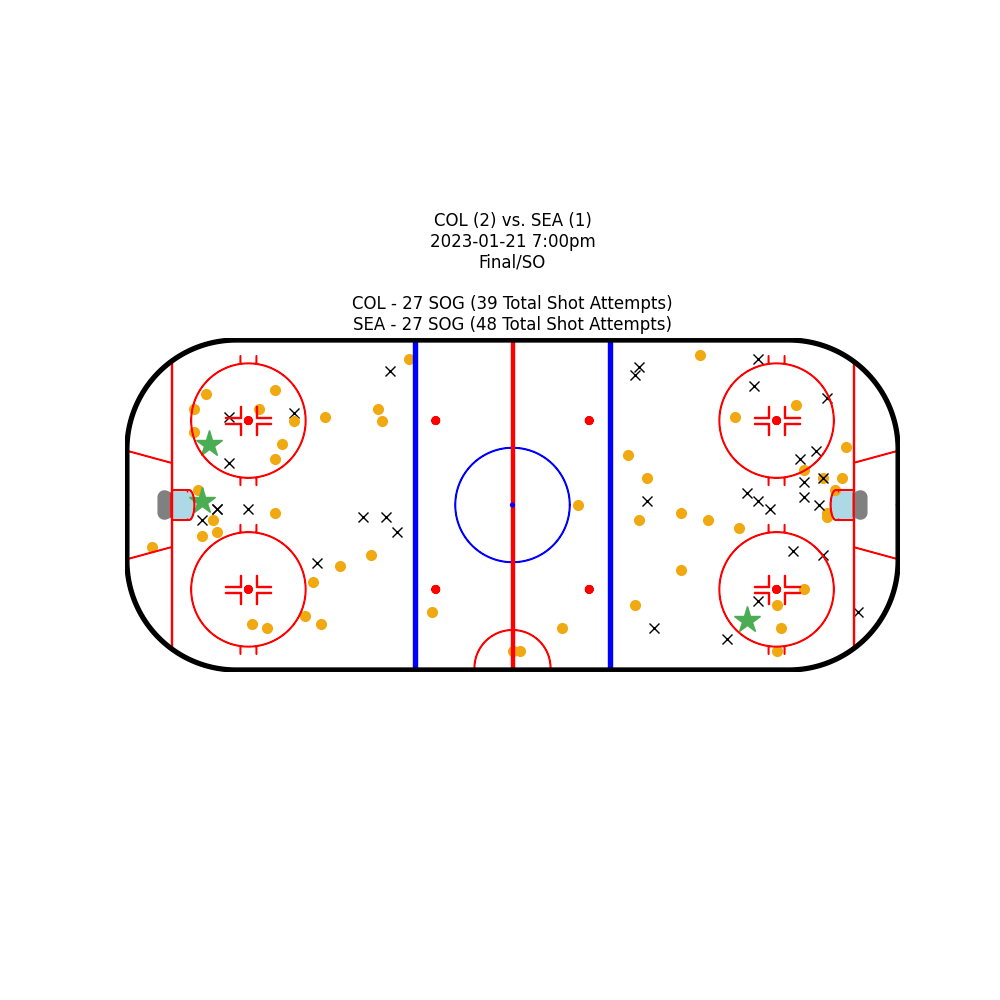 COL (2) vs. SEA (1)
2023-01-21 7:00pm
Final/SO
COL - 27 SOG (39 Total Shot Attempts)
SEA - 27 SOG (48 Total Shot Attempts)